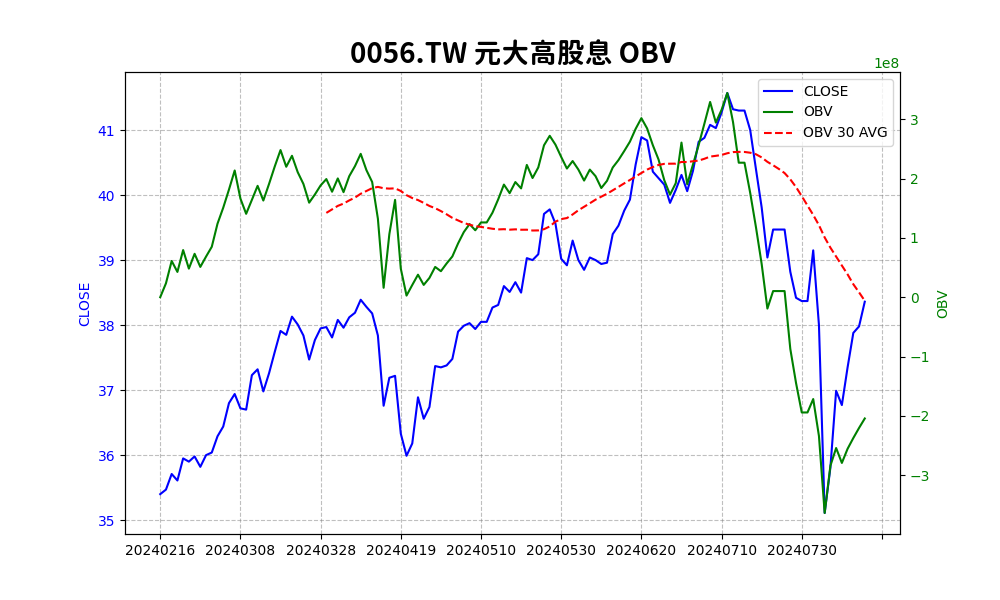 0056.TW 元大高股息 OBV
1e8
CLOSE
OBV
OBV 30 AVG
CLOSE
41
40
39
38
37
36
35
OBV
3
2
1
0
−1
−2
−3
20240216 20240308 20240328 20240419 20240510 20240530 20240620 20240710 20240730